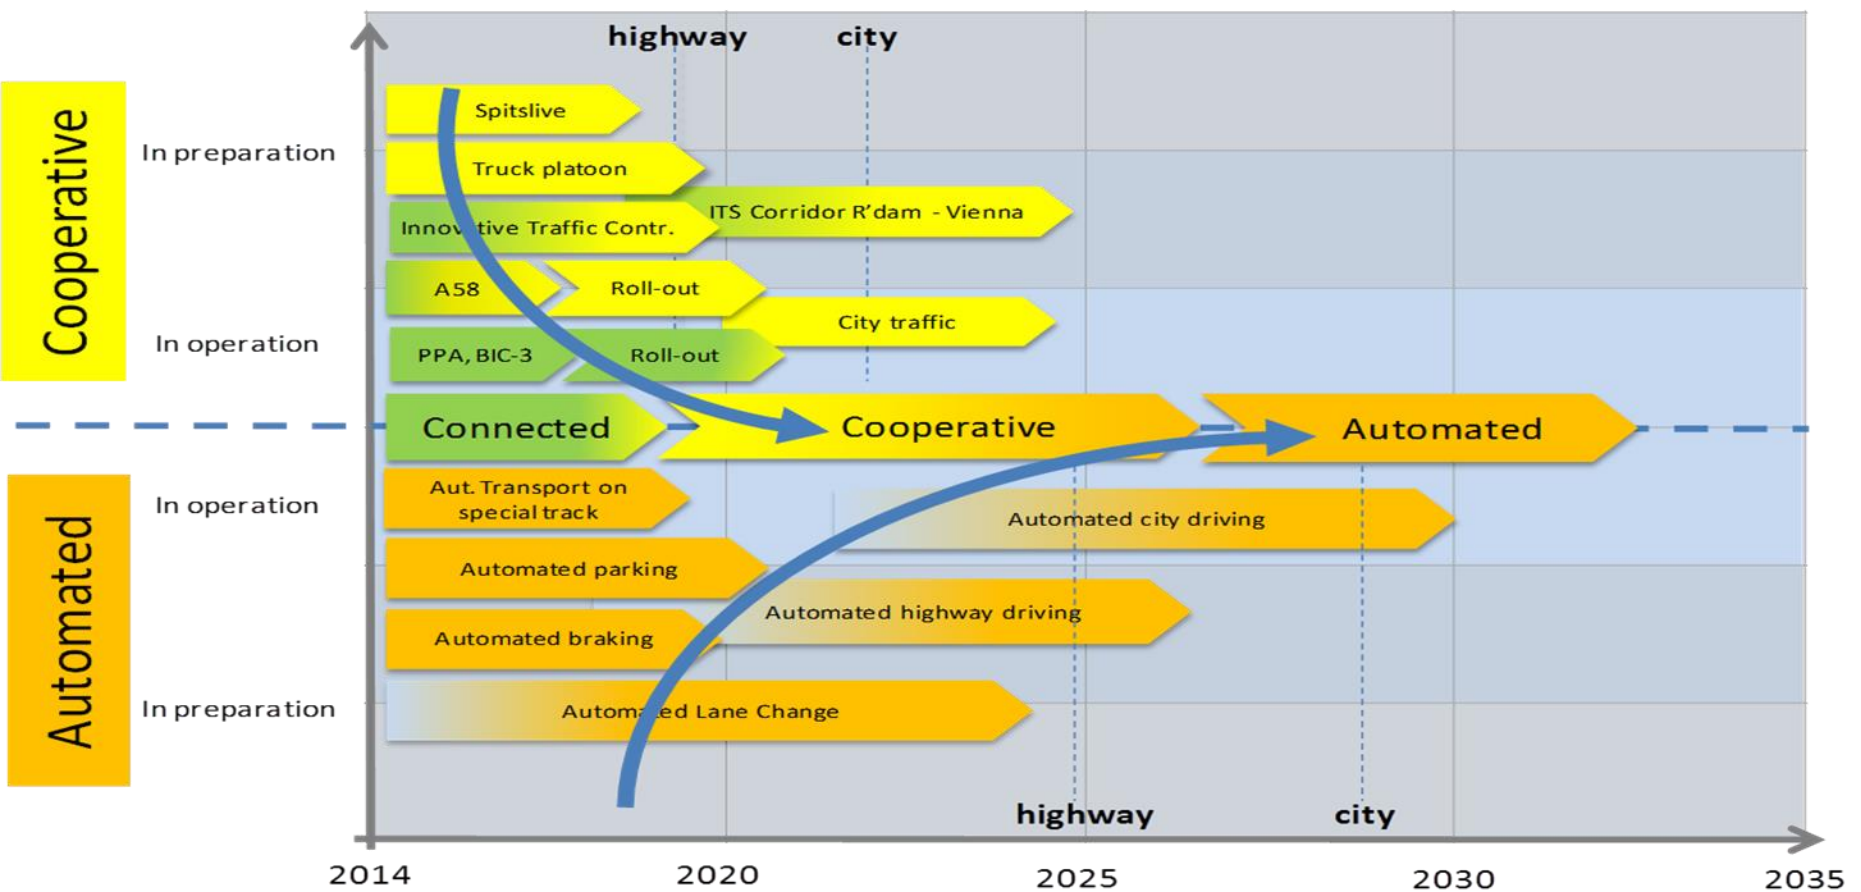 highway
city
Cooperative
In preparation
In operation
Spitslive
Truck platoon
ITS Corridor R'dam - Vienna
Innovative Traffic Contr.
A58
Roll-out
City traffic
PPA, BIC-3
Roll-out
Connected
Cooperative
Automated
Automated
In operation
In preparation
Aut. Transport on
special track
Automated city driving
Automated parking
Automated highway driving
Automated braking
Automated Lane Change
highway
city
2014
2020
2025
2030
2035